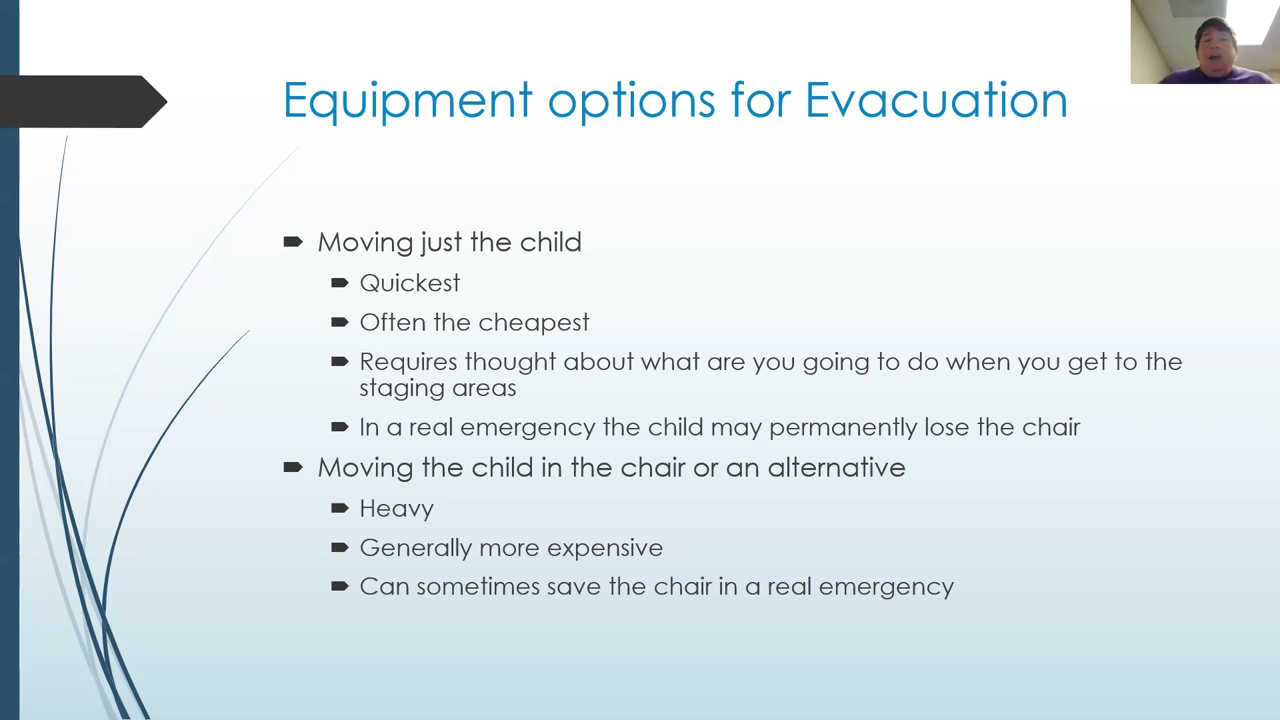 Equipment options for Evacuation
Moving just the child
Quickest
Often the cheapest
Requires thought about what are you going to do when you get to the
staging areas
In a real emergency the child may permanently lose the chair
Moving the child in the chair or an alternative
Heavy
Generally more expensive
Can sometimes save the chair in a real emergency